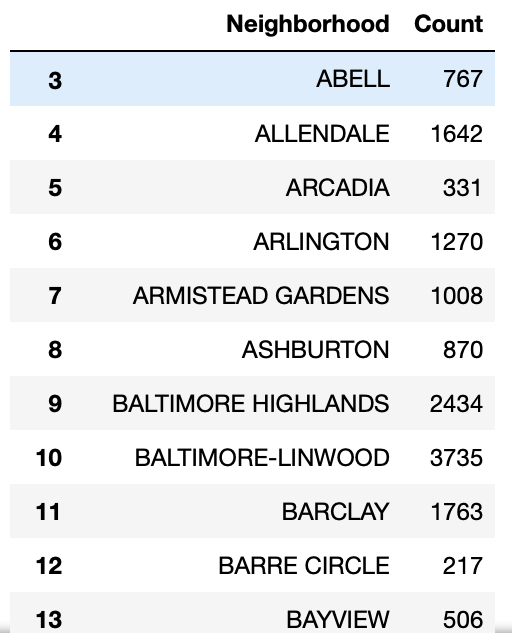 Neighborhood Count
3 ABELL 767
4 ALLENDALE 1642
5 ARCADIA 331
6 ARLINGTON 1270
7 ARMISTEAD GARDENS 1008
8 ASHBURTON 870
9 BALTIMORE HIGHLANDS 2434
10 BALTIMORE-LINWOOD 3735
11 BARCLAY 1763
12 BARRE CIRCLE 217
13 BAYVIEW 506